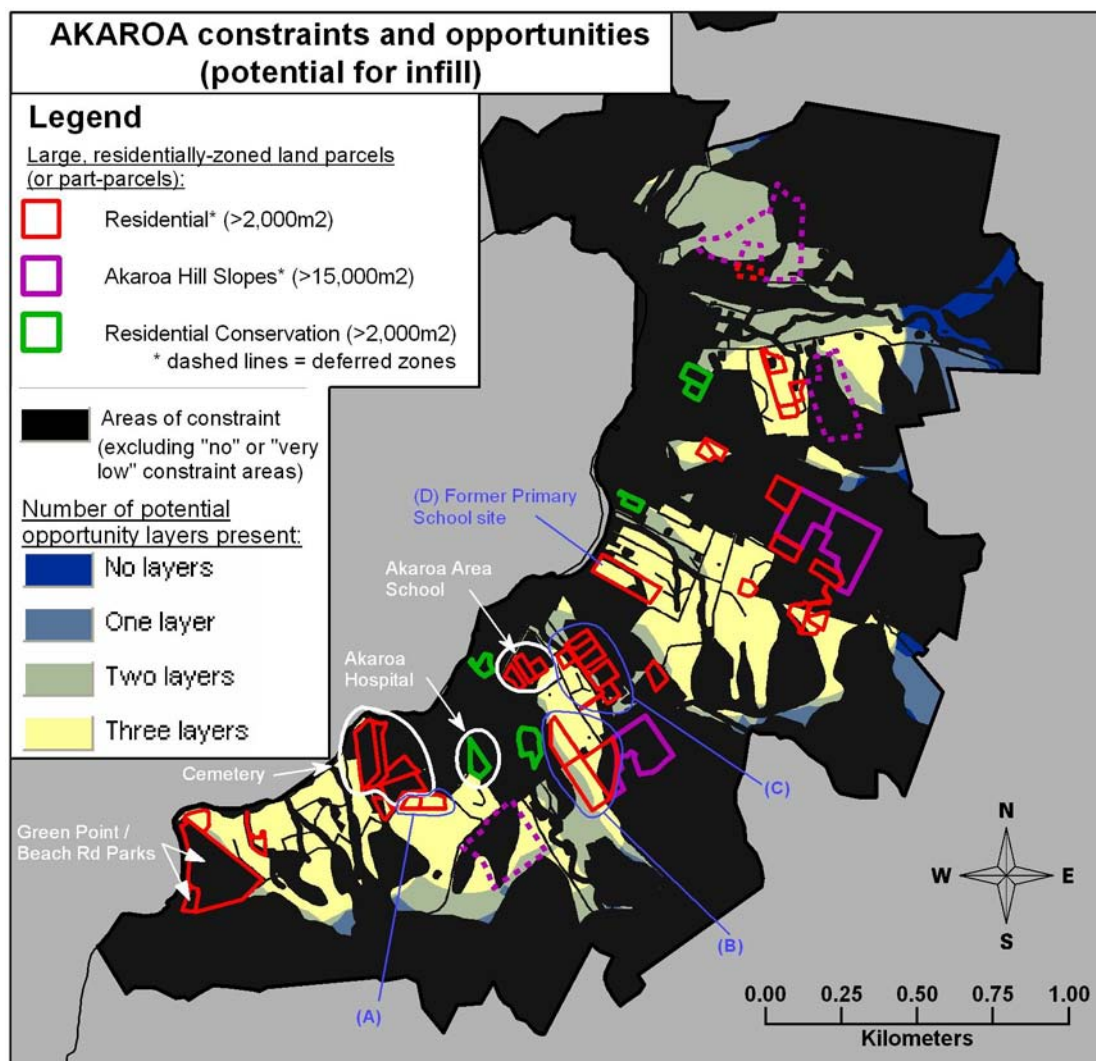 AKAROA constraints and opportunities
(potential for infill)
Legend
Large, residentially-zoned land parcels
(or part-parcels):
Residential* (>2,000m2)
Akaroa Hill Slopes* (>15,000m2)
Residential Conservation (>2,000m2)
* dashed lines = deferred zones
Areas of constraint
(excluding "no" or "very
low" constraint areas)
Number of potential
opportunity layers present:
No layers
One layer
Two layers
Three layers
(D) Former Primary
School site
Akaroa Area
School
Akaroa
Hospital
Cemetery
Green Point /
Beach Rd Parks
(A)
(B)
(C)
N
W
E
S
0.00 0.25 0.50 0.75 1.00
Kilometers